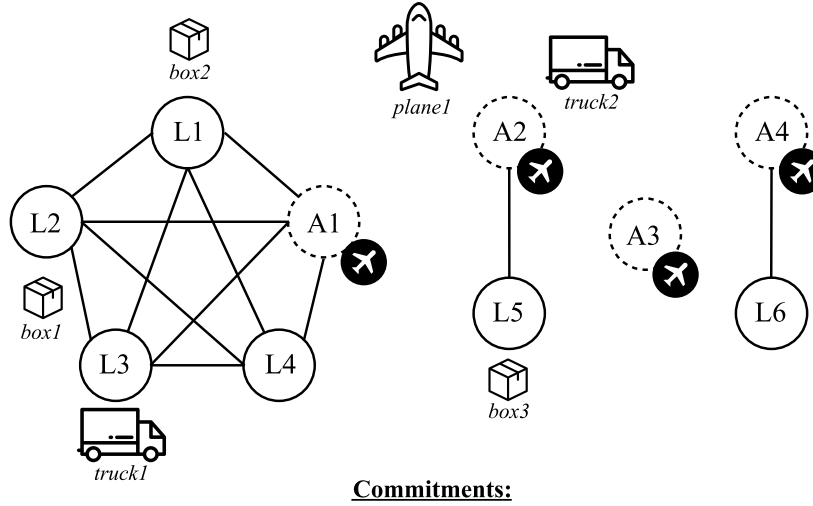 box2
plane1
truck2
L1
A2
A4
L2
A1
A3
box1
L5
L6
L3
L4
box3
truck1
Commitments: